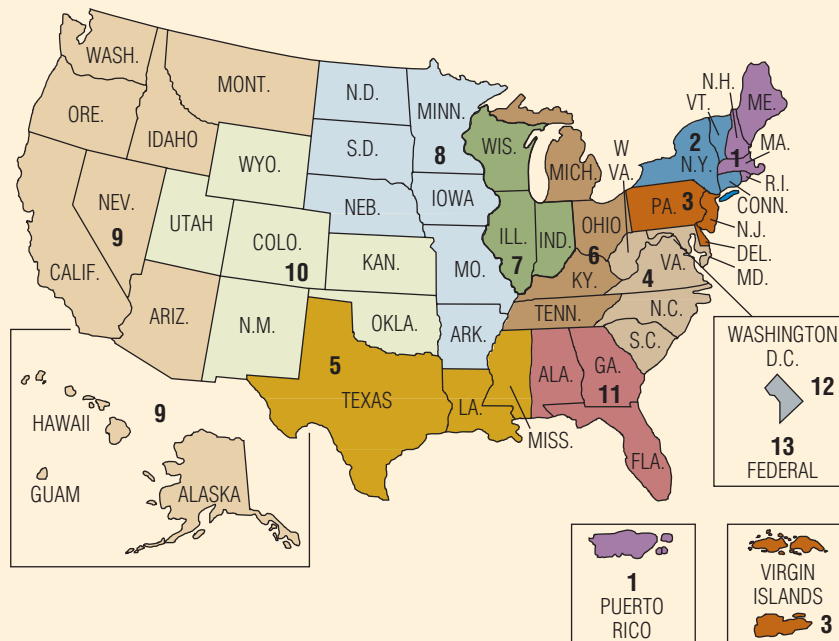 WASH.
MONT.
N.D.
MINN.
8
ORE.
IDAHO
S.D.
WIS.
MICH.
N.H.
VT.
ME.
2
N.Y.
1
MA.
R.I.
CONN.
W
VA.
PA. 3
N.J.
DEL.
MD.
WYO.
NEV.
9
UTAH
COLO.
10
NEB.
IOWA
ILL.
7
IND.
OHIO
6
CALIF.
KAN.
MO.
KY.
4
VA.
ARIZ.
N.M.
OKLA.
ARK.
TENN.
N.C.
S.C.
5
TEXAS
LA.
MISS.
ALA.
GA.
11
FLA.
9
HAWAII
GUAM
ALASKA
WASHINGTON
D.C.
12
13
FEDERAL
1
PUERTO
RICO
VIRGIN
ISLANDS
3